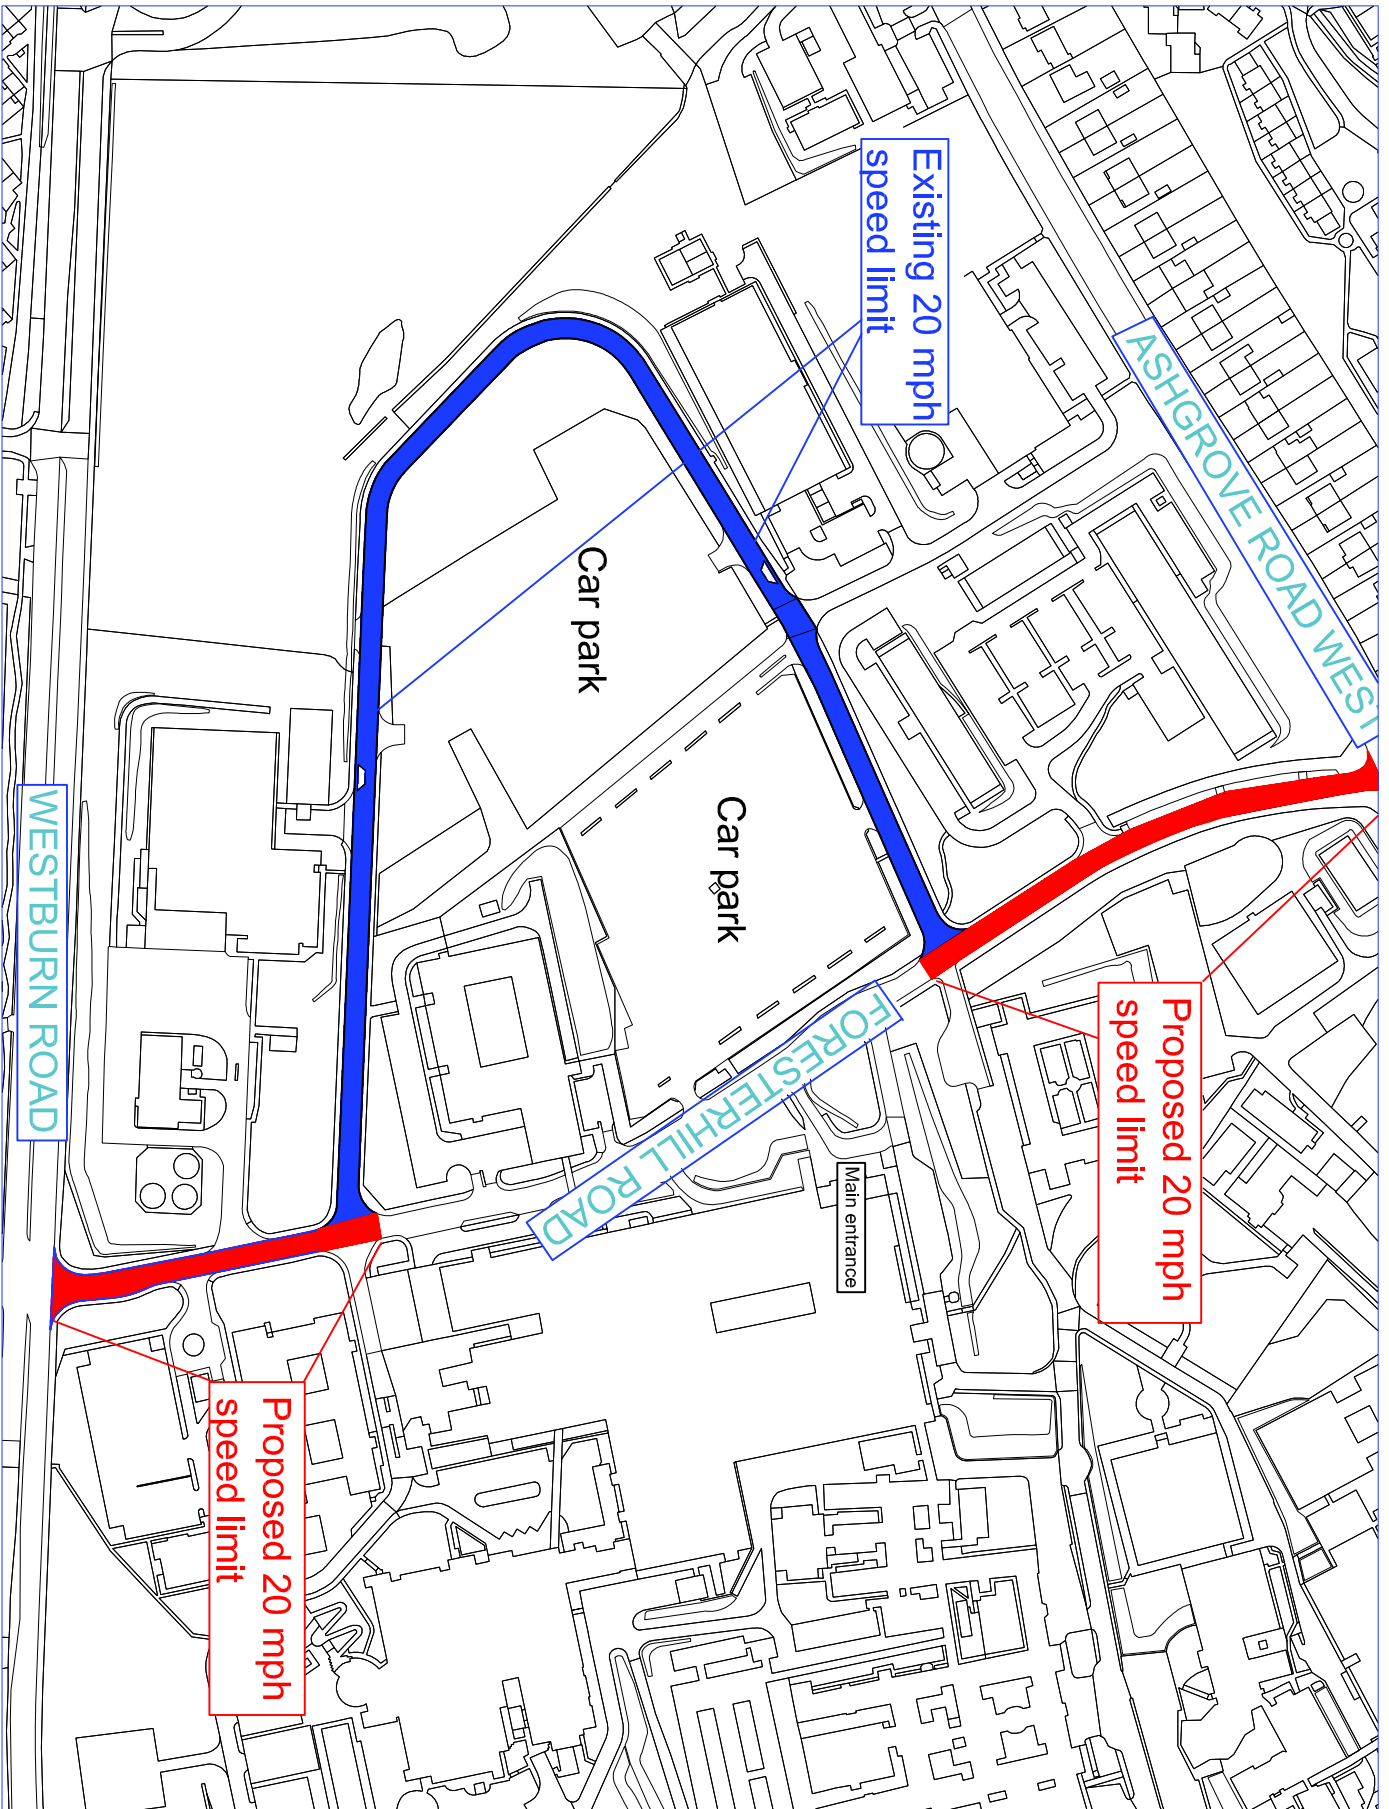 ASHGROVE ROAD WEST
Existing 20 mph
speed limit
Proposed 20 mph
speed limit
Car park
Car park
FORESTERHILL ROAD
Main entrance
WESTBURN ROAD
Proposed 20 mph
speed limit